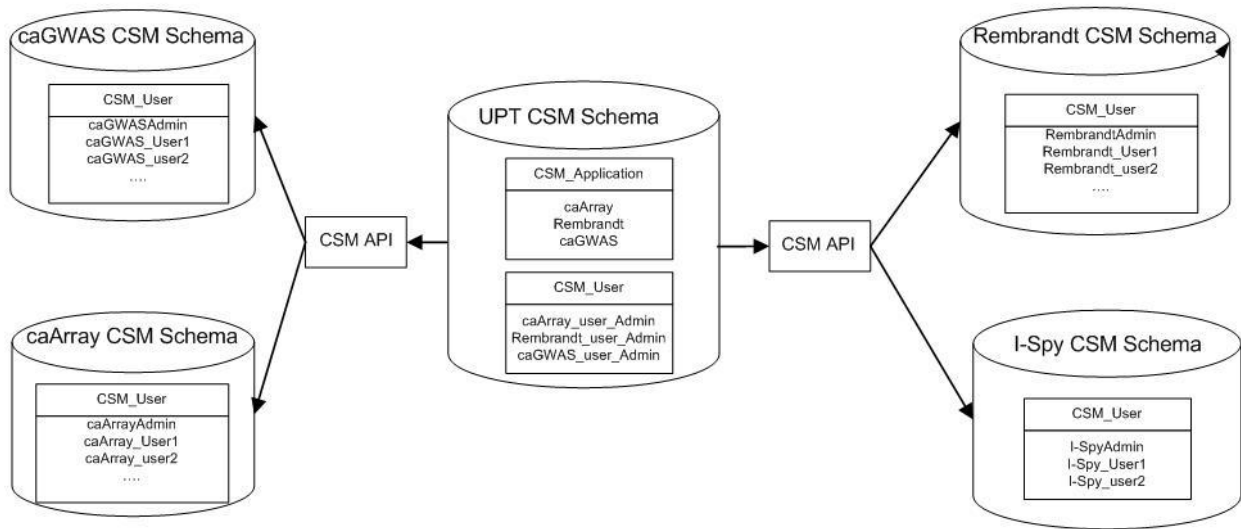 caGWAS CSM Schema
CSM_User
caGWASAdmin
caGWAS_User1
caGWAS_user2
....
caArray CSM Schema
CSM_User
caArrayAdmin
caArray_User1
caArray_user2
....
CSM API
UPT CSM Schema
CSM_Application
caArray
Rembrandt
caGWAS
CSM_User
caArray_user_Admin
Rembrandt_user_Admin
caGWAS_user_Admin
CSM API
Rembrandt CSM Schema
CSM_User
RembrandtAdmin
Rembrandt_User1
Rembrandt_user2
....
I-Spy CSM Schema
CSM_User
I-SpyAdmin
I-Spy_User1
I-Spy_user2